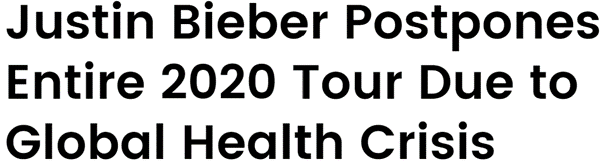 Justin Bieber Postpones
Entire 2020 Tour Due to
Global Health Crisis